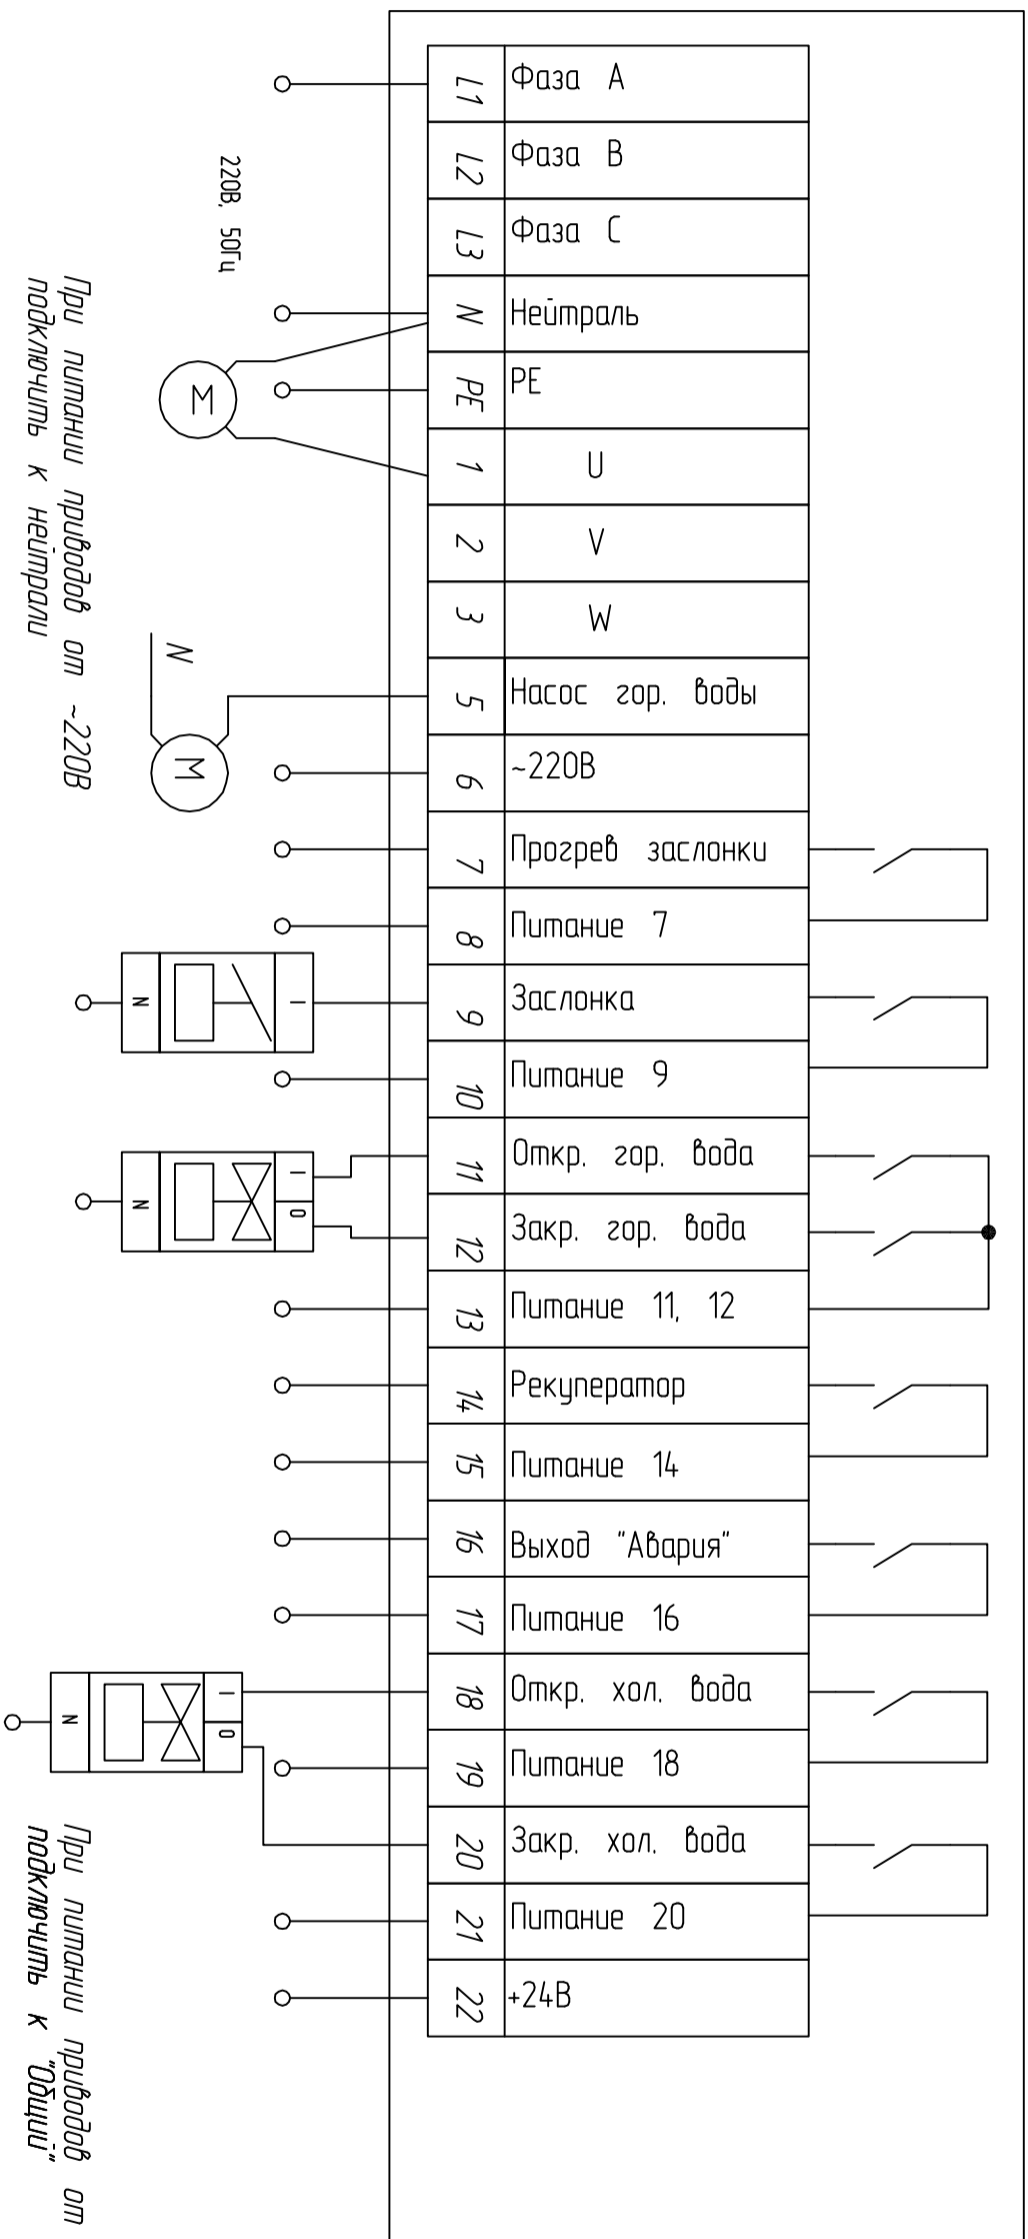 L1 Фаза А
L2 Фаза В
L3 Фаза С
N Нейтраль
PE PE
1 U
2 V
3 W
5 Насос гор. воды
6 ~220В
7 Прогрев заслонки
8 Питание 7
9 Заслонка
10 Питание 9
11 Откр. гор. вода
12 Закр. гор. вода
13 Питание 11, 12
14 Рекуператор
15 Питание 14
16 Выход "Авария"
17 Питание 16
18 Откр. хол. вода
19 Питание 18
20 Закр. хол. вода
21 Питание 20
22 +24В
220В, 50Гц
M
N
M
N
I
N
I
O
N
I
O
При питании приводов от ~220В
подключить к нейтрали
При питании приводов от
подключить к "Общий"